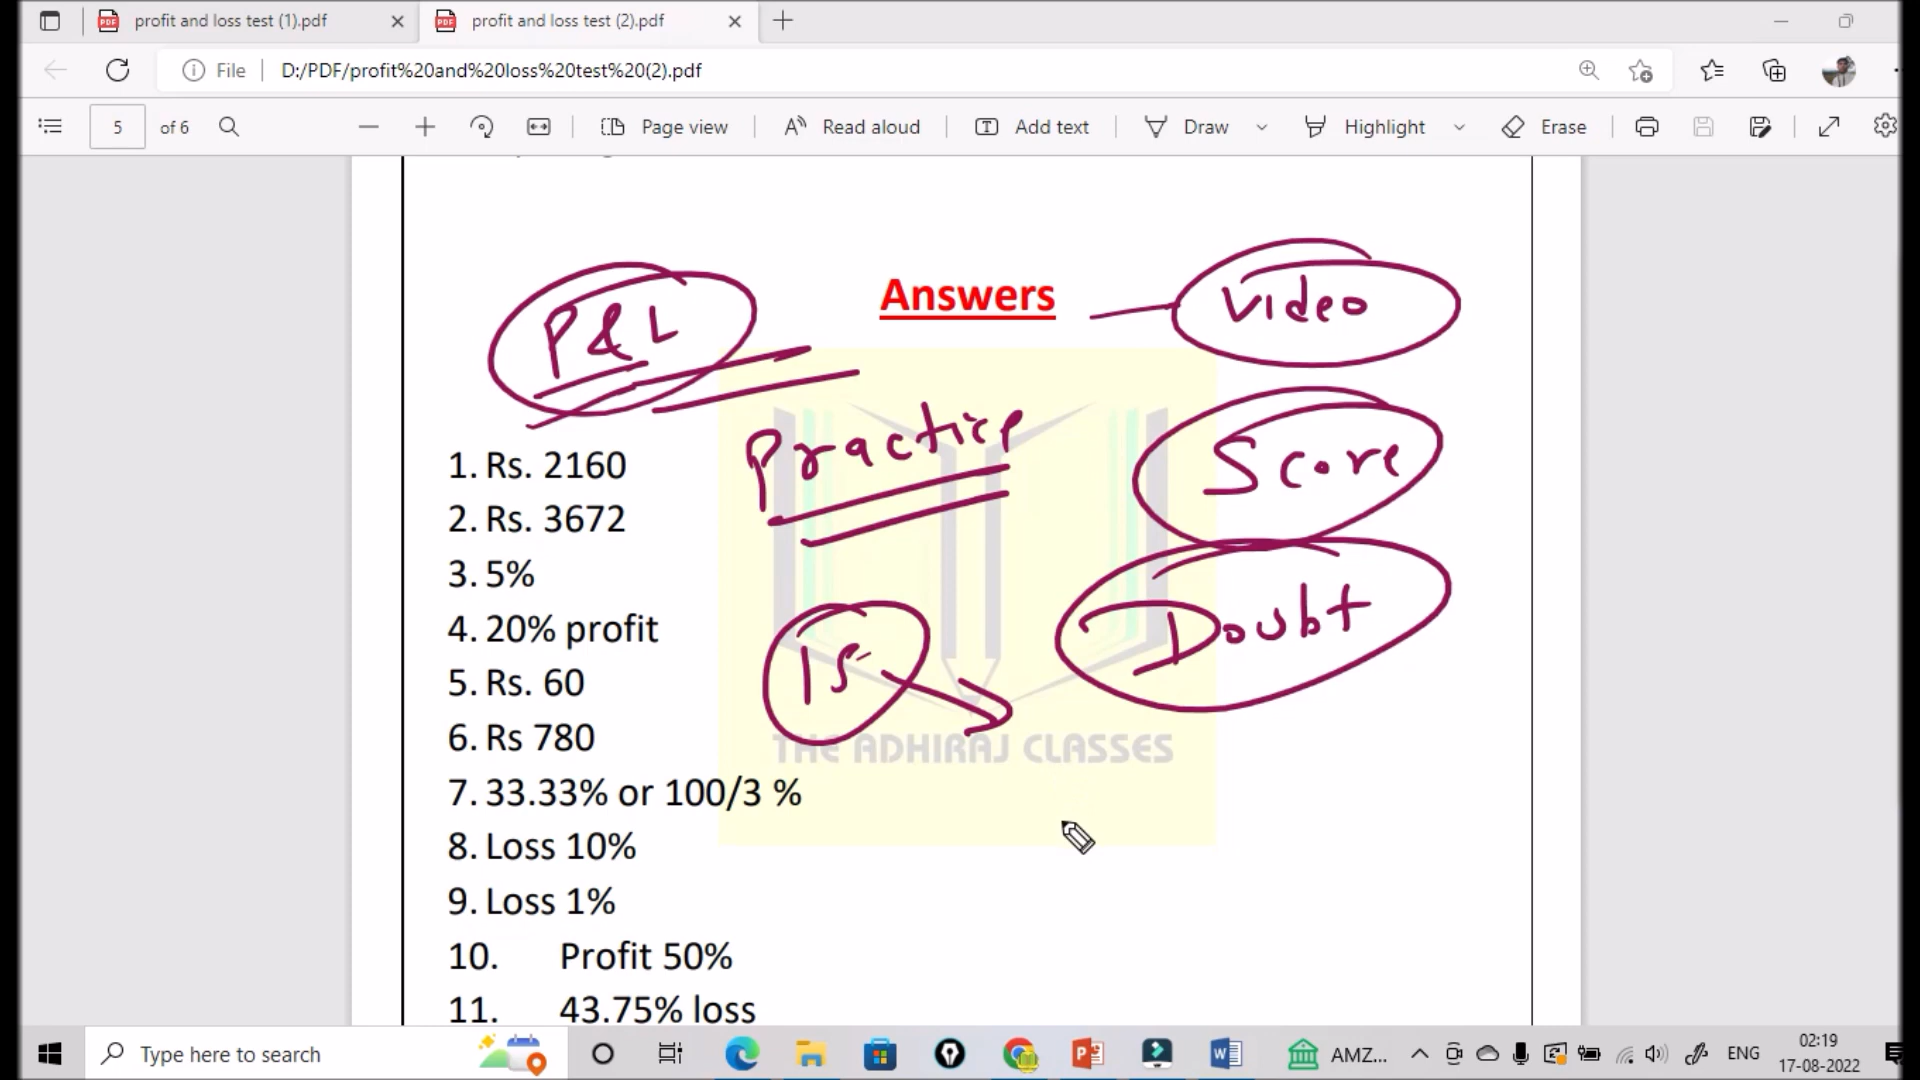 profit and loss test (1).pdf
profit and loss test (2).pdf
File
D:/PDF/profit%20and%20loss%20test%20(2).pdf
5 of 6
Page view
Read aloud
Add text
Draw
Highlight
Erase
Answers
P&L
Video
Practice
Score
Doubt
15
1. Rs. 2160
2. Rs. 3672
3. 5%
4. 20% profit
5. Rs. 60
6. Rs 780
THE ADHIRAJ CLASSES
7. 33.33% or 100/3 %
8. Loss 10%
9. Loss 1%
10. Profit 50%
11. 43.75% loss
Type here to search
AMZ...
ENG
02:19
17-08-2022